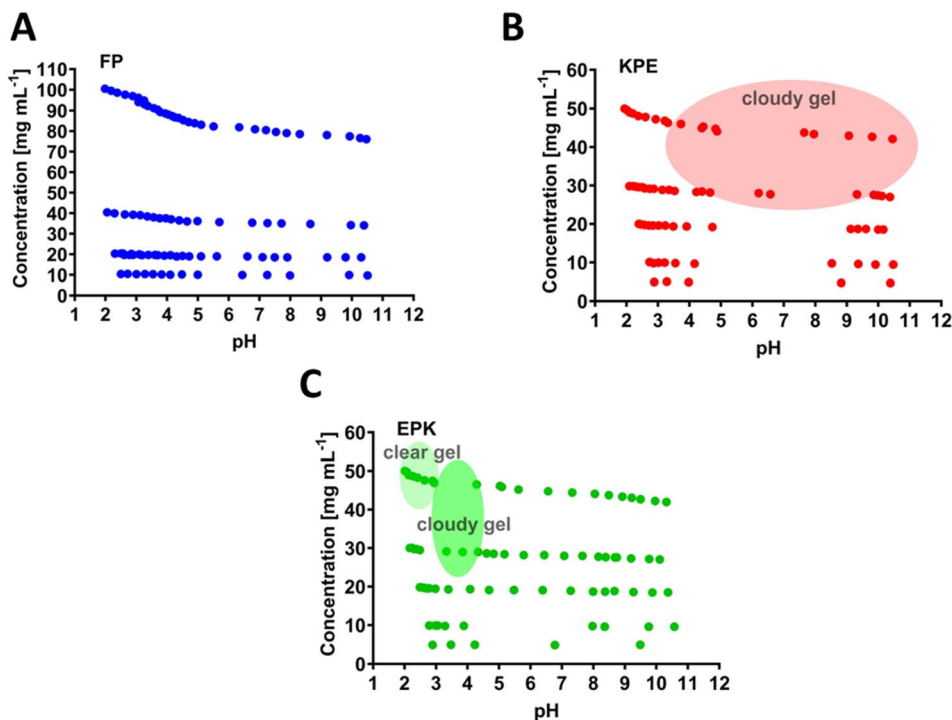 A
FP
Concentration [mg mL⁻¹]
110
100
90
80
70
60
50
40
30
20
10
0
1 2 3 4 5 6 7 8 9 10 11 12
pH
B
KPE
cloudy gel
Concentration [mg mL⁻¹]
60
50
40
30
20
10
0
1 2 3 4 5 6 7 8 9 10 11 12
pH
C
EPK
clear gel
cloudy gel
Concentration [mg mL⁻¹]
60
50
40
30
20
10
0
1 2 3 4 5 6 7 8 9 10 11 12
pH